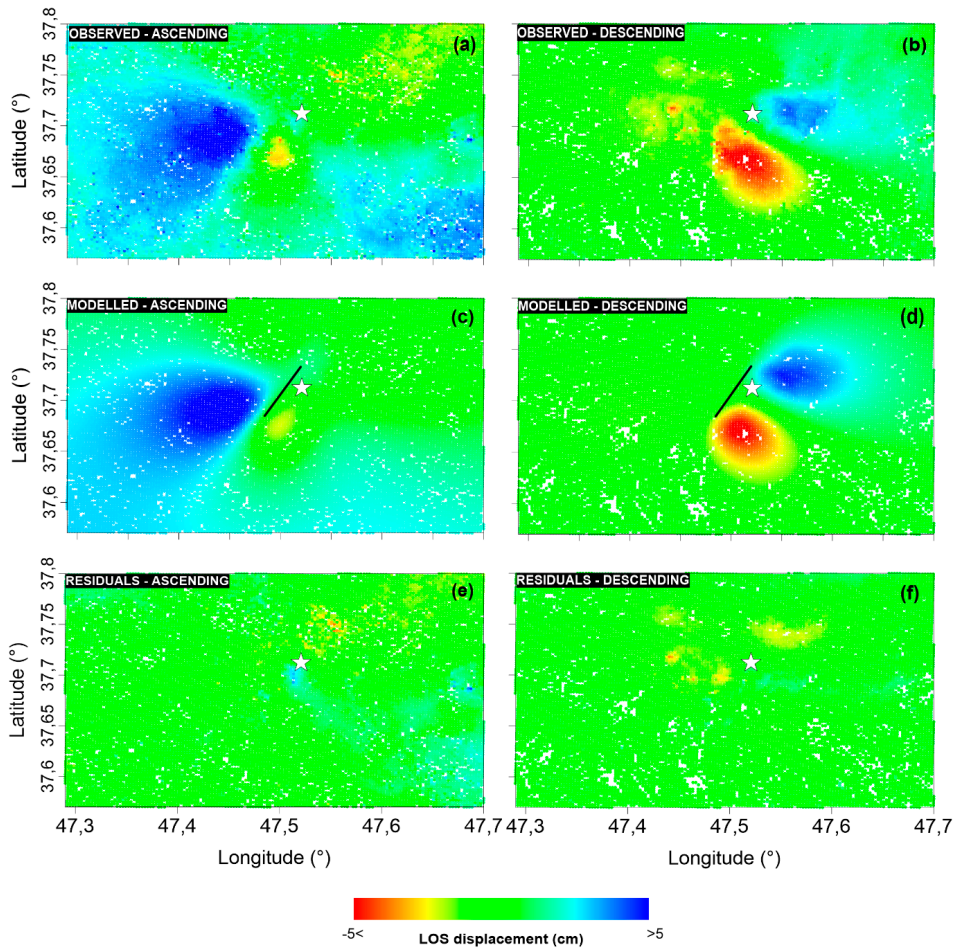 OBSERVED - ASCENDING
(a)
OBSERVED - DESCENDING
(b)
37,8
37,75
37,7
37,65
37,6
Latitude (°)
MODELLED - ASCENDING
(c)
MODELLED - DESCENDING
(d)
37,8
37,75
37,7
37,65
37,6
Latitude (°)
RESIDUALS - ASCENDING
(e)
RESIDUALS - DESCENDING
(f)
37,8
37,75
37,7
37,65
37,6
Latitude (°)
47,3 47,4 47,5 47,6 47,7 47,3 47,4 47,5 47,6 47,7
Longitude (°) Longitude (°)
-5< LOS displacement (cm) >5